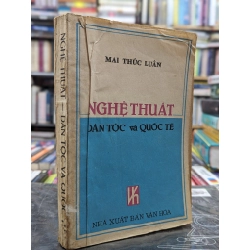 MAI THÚC LUÂN
NGHỆ THUẬT
DÂN TỘC và QUỐC TẾ
NHÀ XUẤT BẢN VĂN HÓA
NGHỆ THUẬT – DÂN TỘC VÀ QUỐC